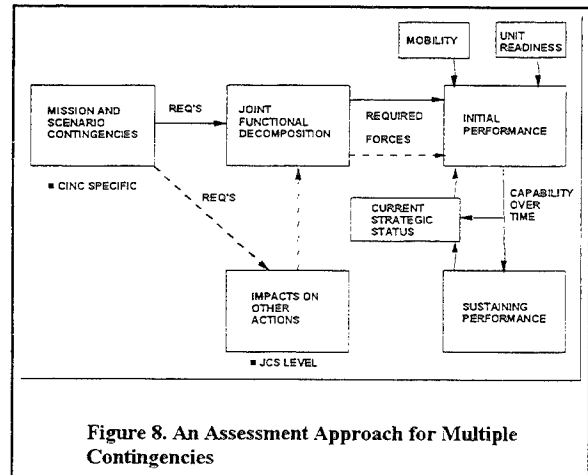 MOBILITY
UNIT
READINESS
MISSION AND
SCENARIO
CONTINGENCIES
REQ'S
JOINT
FUNCTIONAL
DECOMPOSITION
REQUIRED
FORCES
INITIAL
PERFORMANCE
■ CINC SPECIFIC
REQ'S
CURRENT
STRATEGIC
STATUS
CAPABILITY
OVER
TIME
IMPACTS ON
OTHER
ACTIONS
SUSTAINING
PERFORMANCE
■ JCS LEVEL
Figure 8. An Assessment Approach for Multiple
Contingencies